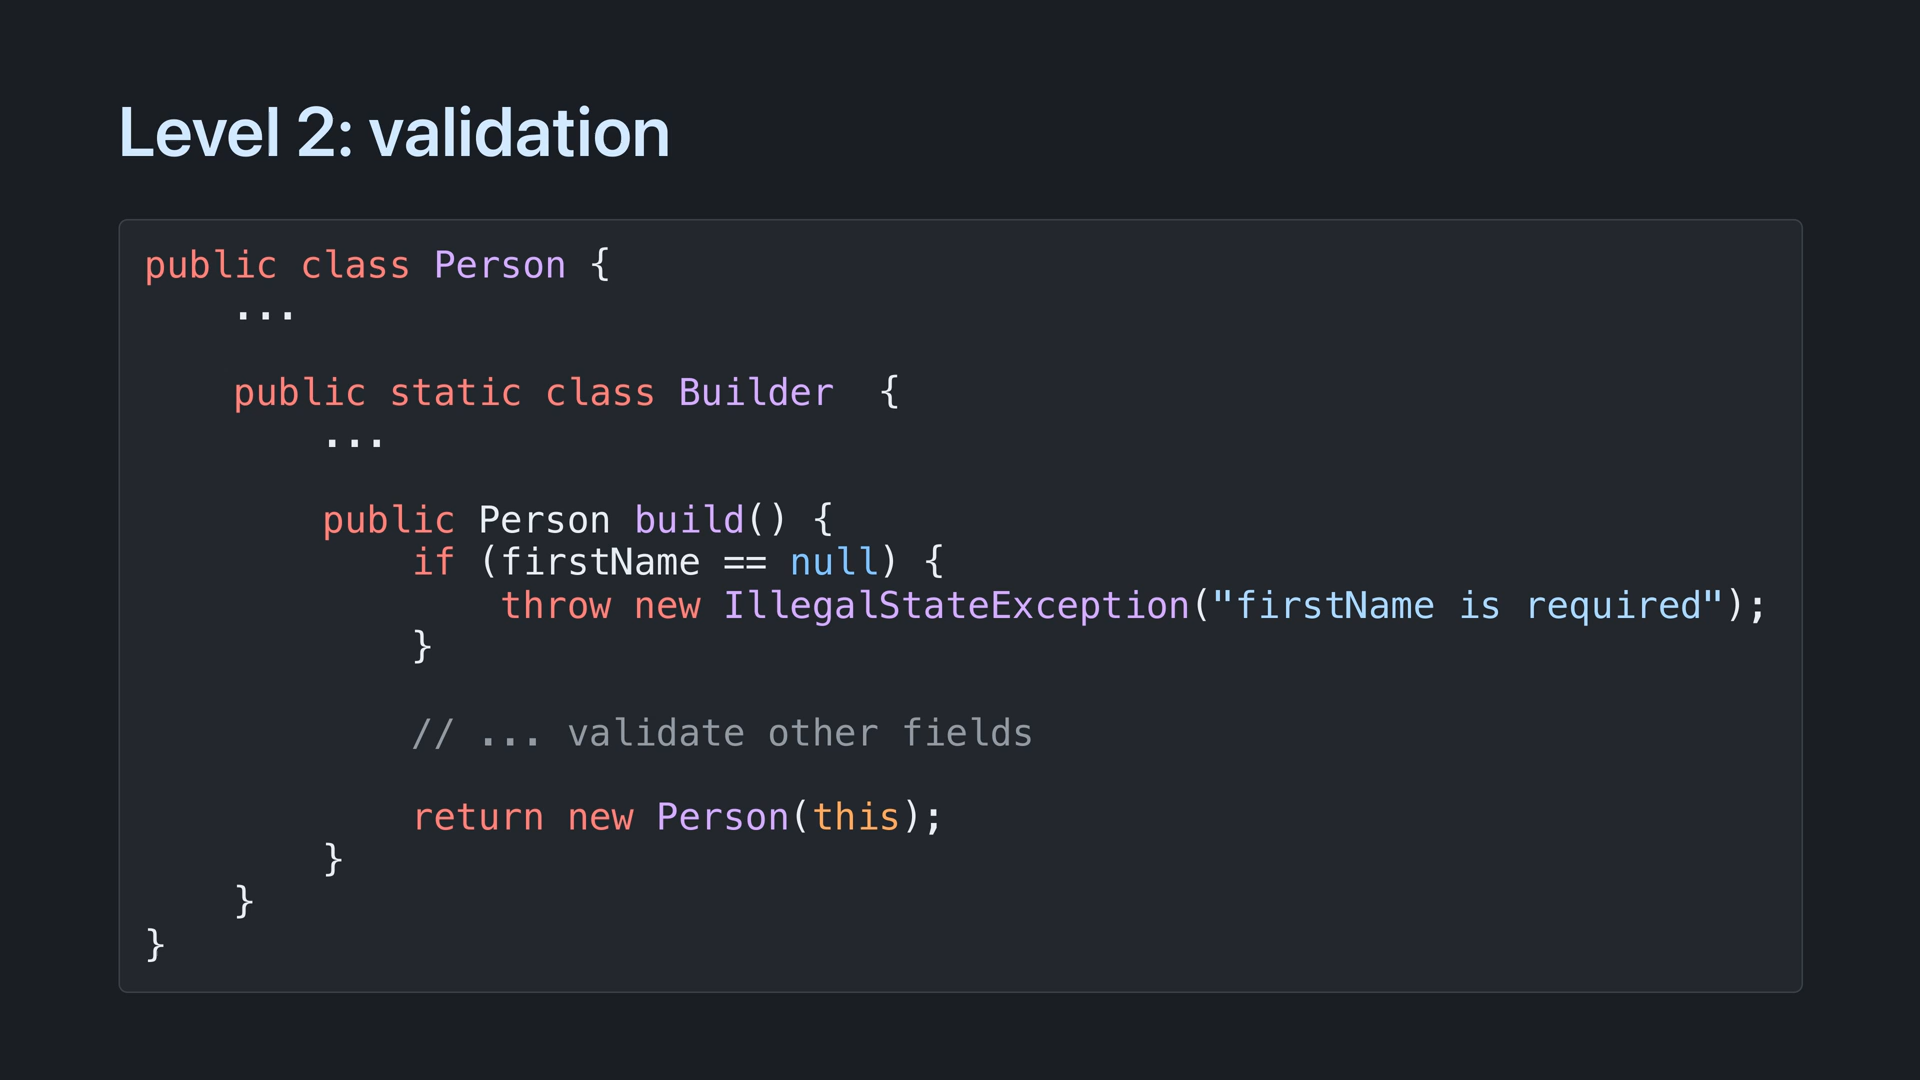 Level 2: validation
public class Person {
    ...
    public static class Builder  {
        ...
        public Person build() {
            if (firstName == null) {
                throw new IllegalStateException("firstName is required");
            }
            // ... validate other fields
            return new Person(this);
        }
    }
}